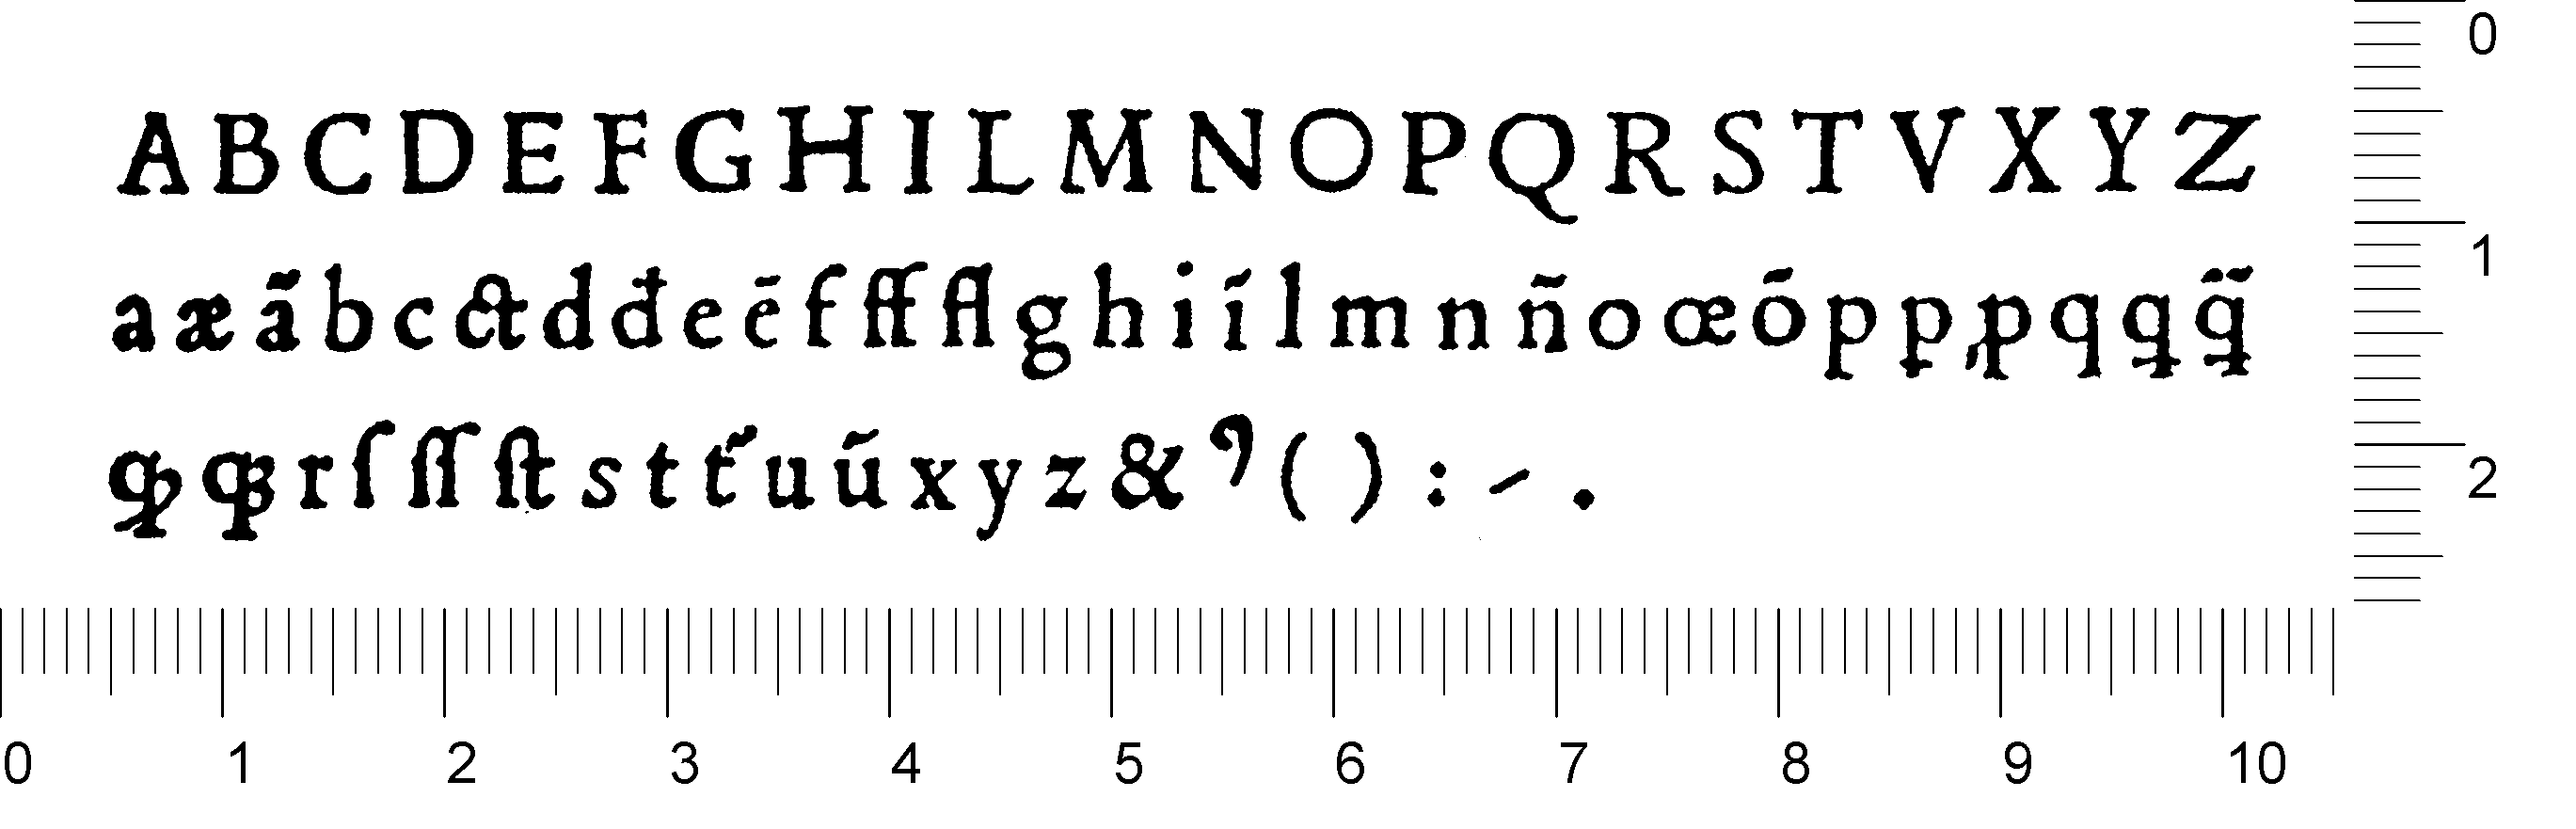 A B C D E F G H I L M N O P Q R S T V X Y Z
a æ ã b c ct d đ e ē f ff fl g h i ĩ l m n ñ o œ õ p ꝑ ꝓ q ꝗ q̃
ꝙ qꝫ r ſ ſſ ſt s t t̃ u ũ x y z & ꝰ ( ) : - .
0
1
2
0 1 2 3 4 5 6 7 8 9 10